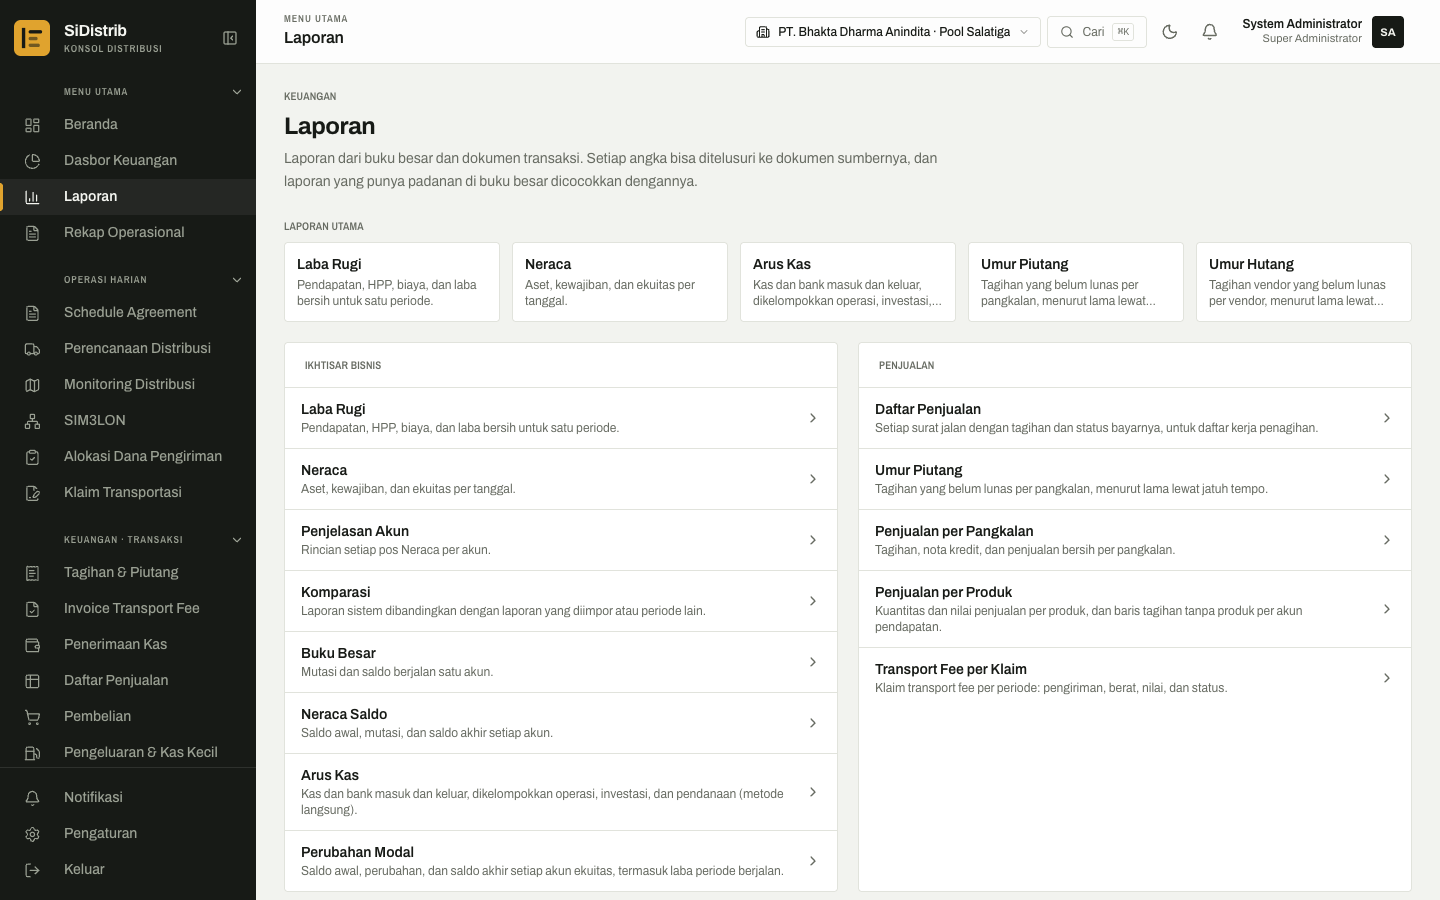 SiDistrib
KONSOL DISTRIBUSI
MENU UTAMA
Beranda
Dasbor Keuangan
Laporan
Rekap Operasional
OPERASI HARIAN
Schedule Agreement
Perencanaan Distribusi
Monitoring Distribusi
SIM3LON
Alokasi Dana Pengiriman
Klaim Transportasi
KEUANGAN · TRANSAKSI
Tagihan & Piutang
Invoice Transport Fee
Penerimaan Kas
Daftar Penjualan
Pembelian
Pengeluaran & Kas Kecil
Notifikasi
Pengaturan
Keluar
MENU UTAMA
Laporan
PT. Bhakta Dharma Anindita · Pool Salatiga
Cari ⌘K
System Administrator
Super Administrator
SA
KEUANGAN
Laporan
Laporan dari buku besar dan dokumen transaksi. Setiap angka bisa ditelusuri ke dokumen sumbernya, dan
laporan yang punya padanan di buku besar dicocokkan dengannya.
LAPORAN UTAMA
Laba Rugi
Pendapatan, HPP, biaya, dan laba
bersih untuk satu periode.
Neraca
Aset, kewajiban, dan ekuitas per
tanggal.
Arus Kas
Kas dan bank masuk dan keluar,
dikelompokkan operasi, investasi,...
Umur Piutang
Tagihan yang belum lunas per
pangkalan, menurut lama lewat...
Umur Hutang
Tagihan vendor yang belum lunas
per vendor, menurut lama lewat...
IKHTISAR BISNIS
Laba Rugi
Pendapatan, HPP, biaya, dan laba bersih untuk satu periode.
Neraca
Aset, kewajiban, dan ekuitas per tanggal.
Penjelasan Akun
Rincian setiap pos Neraca per akun.
Komparasi
Laporan sistem dibandingkan dengan laporan yang diimpor atau periode lain.
Buku Besar
Mutasi dan saldo berjalan satu akun.
Neraca Saldo
Saldo awal, mutasi, dan saldo akhir setiap akun.
Arus Kas
Kas dan bank masuk dan keluar, dikelompokkan operasi, investasi, dan pendanaan (metode
langsung).
Perubahan Modal
Saldo awal, perubahan, dan saldo akhir setiap akun ekuitas, termasuk laba periode berjalan.
PENJUALAN
Daftar Penjualan
Setiap surat jalan dengan tagihan dan status bayarnya, untuk daftar kerja penagihan.
Umur Piutang
Tagihan yang belum lunas per pangkalan, menurut lama lewat jatuh tempo.
Penjualan per Pangkalan
Tagihan, nota kredit, dan penjualan bersih per pangkalan.
Penjualan per Produk
Kuantitas dan nilai penjualan per produk, dan baris tagihan tanpa produk per akun
pendapatan.
Transport Fee per Klaim
Klaim transport fee per periode: pengiriman, berat, nilai, dan status.